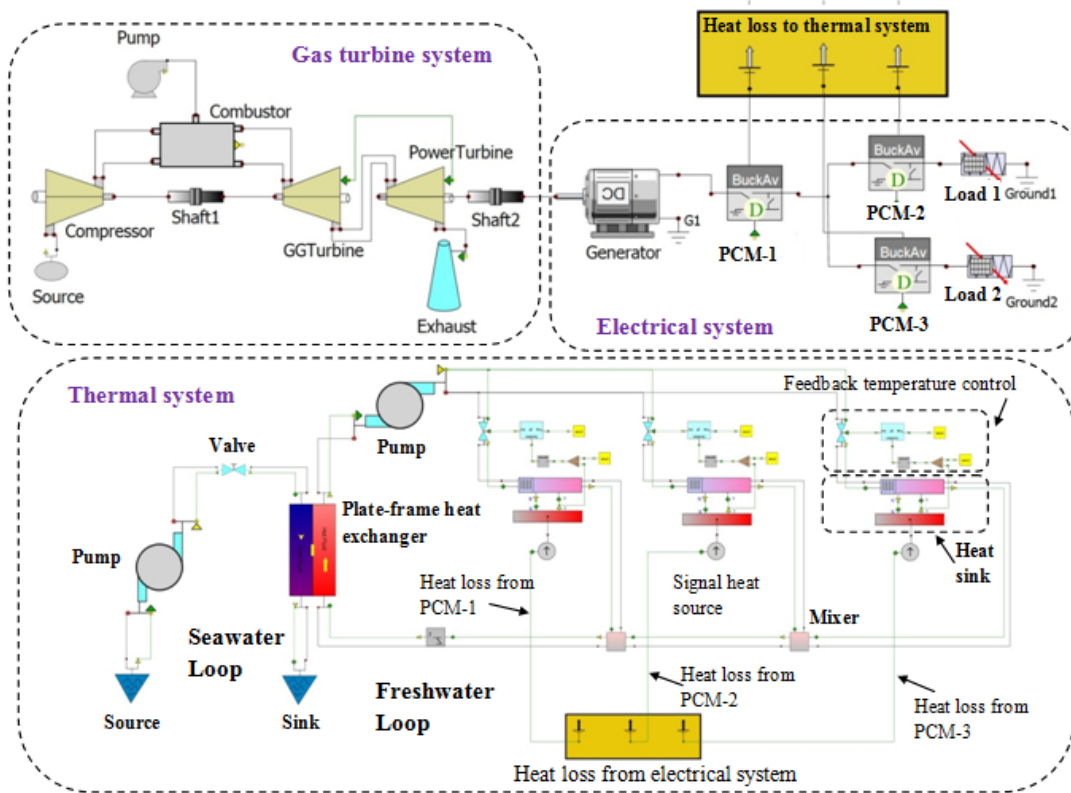 Heat loss to thermal system
Pump
Gas turbine system
Combustor
PowerTurbine
Shaft1
Shaft2
Compressor
GGTurbine
Source
Exhaust
BuckAv
D
PCM-2
Load 1
Ground1
DC
BuckAv
D
G1
Generator
PCM-1
BuckAv
D
PCM-3
Load 2
Ground2
Electrical system
Thermal system
Feedback temperature control
Valve
Pump
Plate-frame heat
exchanger
Pump
Heat loss from
PCM-1
Signal heat
source
Heat
sink
Mixer
Seawater
Loop
Freshwater
Loop
Source
Sink
Heat loss from
PCM-2
Heat loss from
PCM-3
Heat loss from electrical system